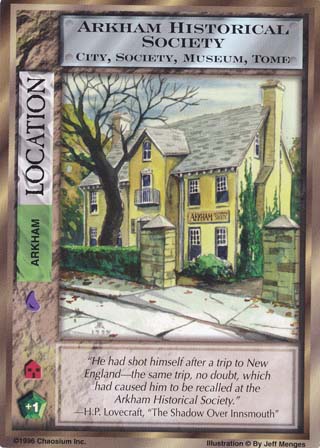 ARKHAM HISTORICAL
SOCIETY
CITY, SOCIETY, MUSEUM, TOME
LOCATION
ARKHAM
ARKHAM
+1
"He had shot himself after a trip to New
England—the same trip, no doubt, which
had caused him to be recalled at the
Arkham Historical Society."
—H.P. Lovecraft, "The Shadow Over Innsmouth"
©1996 Chaosium Inc.
Illustration © By Jeff Menges